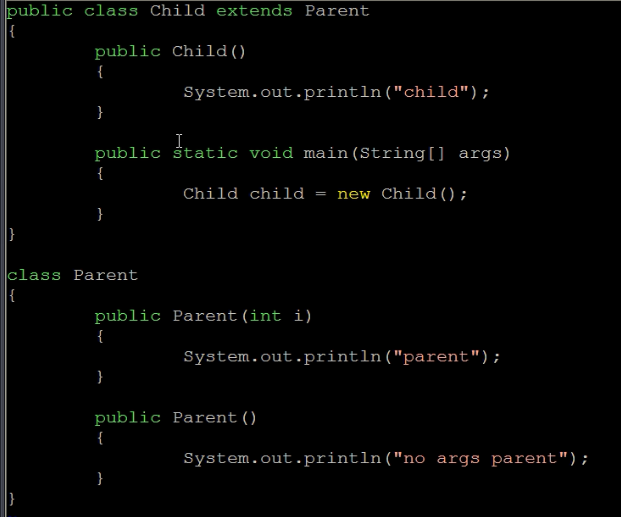 public class Child extends Parent
{
        public Child()
        {
                System.out.println("child");
        }

        public static void main(String[] args)
        {
                Child child = new Child();
        }
}

class Parent
{
        public Parent(int i)
        {
                System.out.println("parent");
        }

        public Parent()
        {
                System.out.println("no args parent");
        }
}